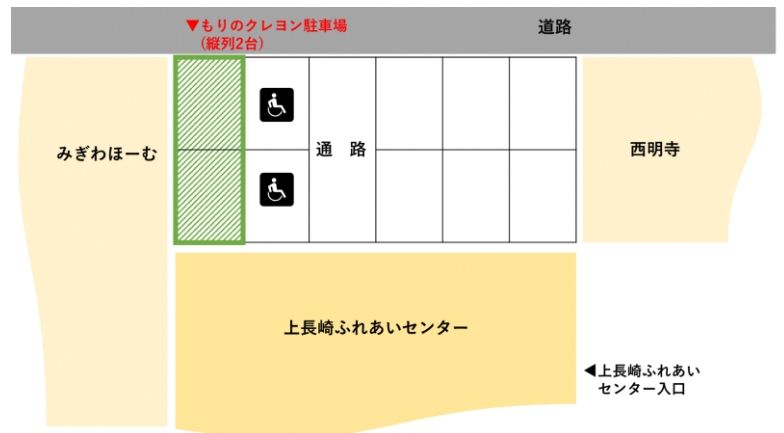 ▼もりのクレヨン駐車場
(縦列2台)
道路
みぎわほーむ
通 路
西明寺
上長崎ふれあいセンター
◀上長崎ふれあい
センター入口